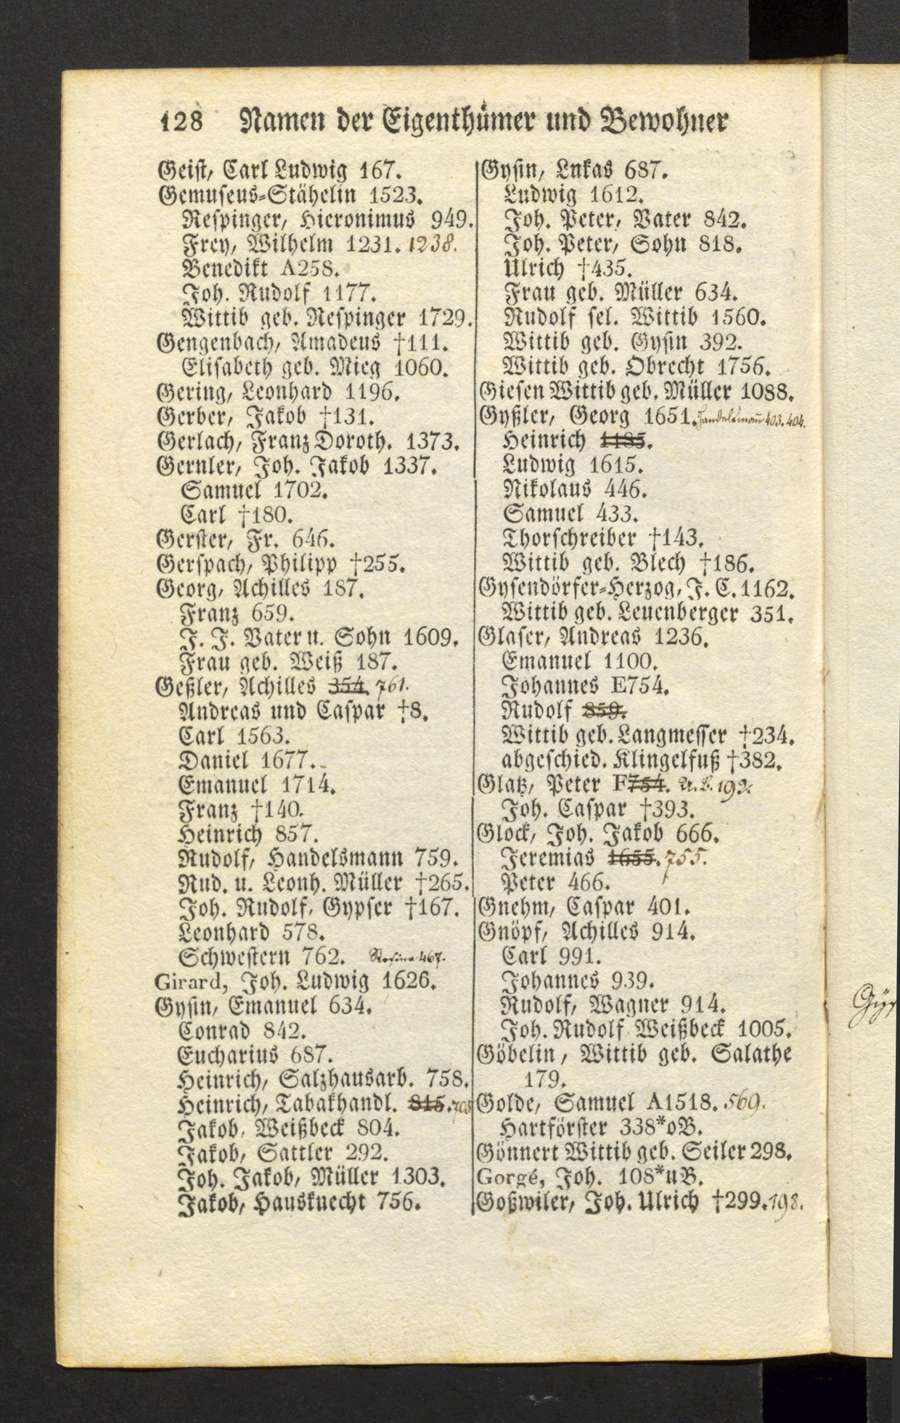 128 Namen der Eigenthümer und Bewohner
Geist, Carl Ludwig 167.
Gemuseus-Stähelin 1523.
Respinger, Hieronimus 949.
Frey, Wilhelm 1231. 1238.
Benedikt A258.
Joh. Rudolf 1177.
Wittib geb. Respinger 1729.
Gengenbach, Amadeus †111.
Elisabeth geb. Mieg 1060.
Gering, Leonhard 1196.
Gerber, Jakob †131.
Gerlach, Franz Doroth. 1373.
Gernler, Joh. Jakob 1337.
Samuel 1702.
Carl †180.
Gerster, Fr. 646.
Gerspach, Philipp †255.
Georg, Achilles 187.
Franz 659.
J. J. Vater u. Sohn 1609.
Frau geb. Weiß 187.
Geßler, Achilles 354. 761.
Andreas und Caspar †8.
Carl 1563.
Daniel 1677.
Emanuel 1714.
Franz †140.
Heinrich 857.
Rudolf, Handelsmann 759.
Rud. u. Leonh. Müller †265.
Joh. Rudolf, Gypser †167.
Leonhard 578.
Schwestern 762. 467.
Girard, Joh. Ludwig 1626.
Gysin, Emanuel 634.
Conrad 842.
Eucharius 687.
Heinrich, Salzhausarb. 758.
Heinrich, Tabakhandl. 815.
Jakob, Weißbeck 804.
Jakob, Sattler 292.
Joh. Jakob, Müller 1303.
Jakob, Hausknecht 756.
Gysin, Lukas 687.
Ludwig 1612.
Joh. Peter, Vater 842.
Joh. Peter, Sohn 818.
Ulrich †435.
Frau geb. Müller 634.
Rudolf sel. Wittib 1560.
Wittib geb. Gysin 392.
Wittib geb. Obrecht 1756.
Giesen Wittib geb. Müller 1088.
Gyßler, Georg 1651. Handelsmann 403. 404.
Heinrich 1185.
Ludwig 1615.
Nikolaus 446.
Samuel 433.
Thorschreiber †143.
Wittib geb. Blech †186.
Gysendörfer-Herzog, J. C. 1162.
Wittib geb. Leuenberger 351.
Glaser, Andreas 1236.
Emanuel 1100.
Johannes E754.
Rudolf 859.
Wittib geb. Langmesser †234.
abgeschied. Klingelfuß †382.
Glatz, Peter F754. 193.
Joh. Caspar †393.
Glock, Joh. Jakob 666.
Jeremias 1655. 755.
Peter 466.
Gnehm, Caspar 401.
Gnöpf, Achilles 914.
Carl 991.
Johannes 939.
Rudolf, Wagner 914.
Joh. Rudolf Weißbeck 1005.
Göbelin, Wittib geb. Salathe
179.
Golde, Samuel A1518. 569.
Hartförster 338*oB.
Gönnert Wittib geb. Seiler 298.
Gorgé, Joh. 108*uB.
Goßwiler, Joh. Ulrich †299. 198.